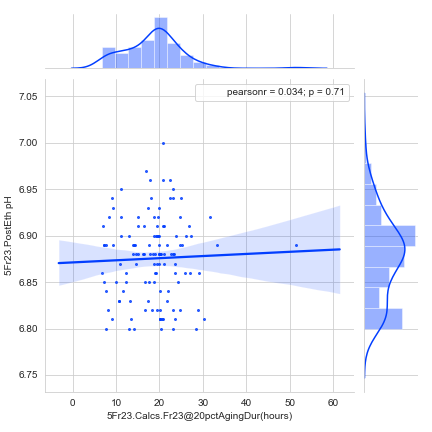 pearsonr = 0.034; p = 0.71
7.05
7.00
6.95
6.90
6.85
6.80
6.75
5Fr23.PostEth pH
0 10 20 30 40 50 60
5Fr23.Calcs.Fr23@20pctAgingDur(hours)